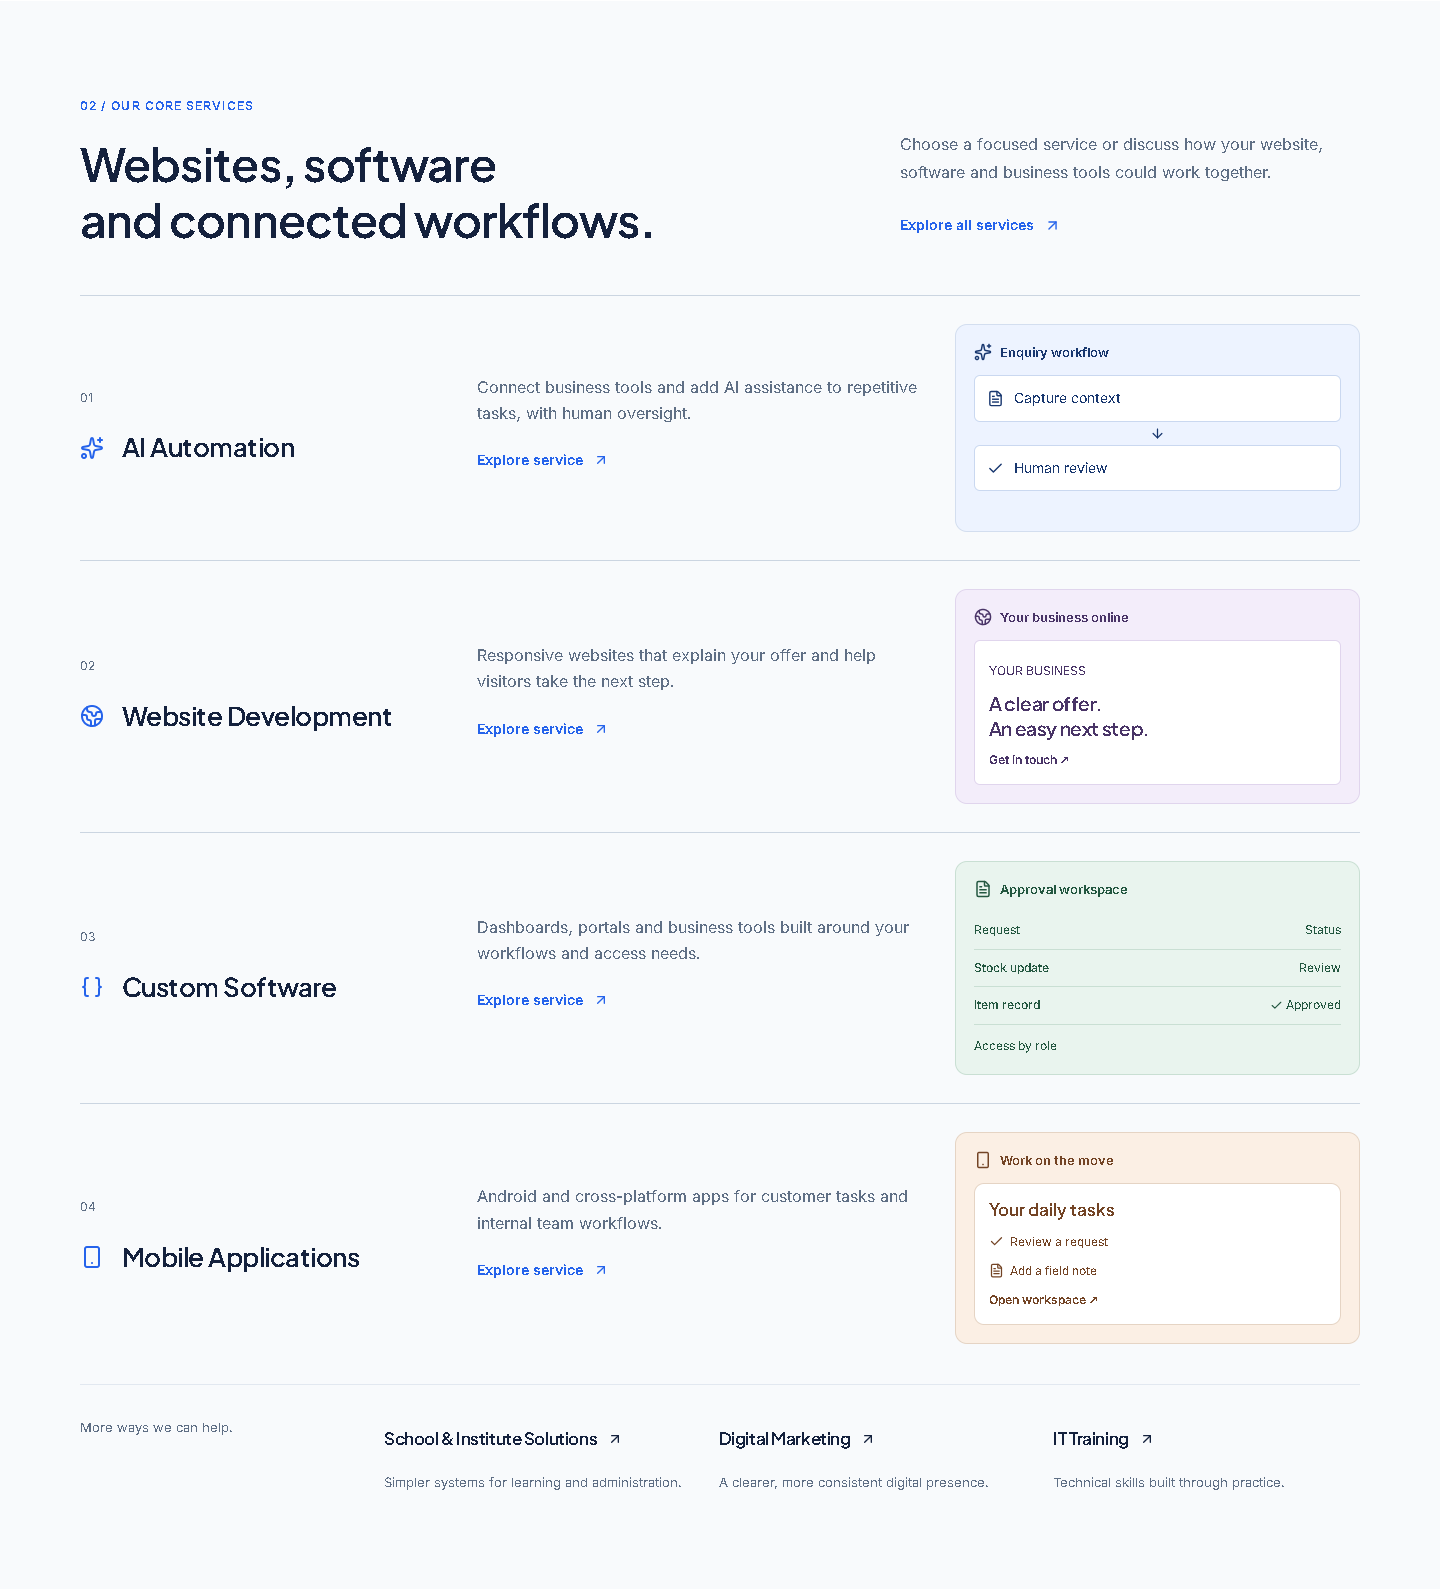 02 / OUR CORE SERVICES
Websites, software
and connected workflows.
Choose a focused service or discuss how your website,
software and business tools could work together.
Explore all services ↗
01
AI Automation
Connect business tools and add AI assistance to repetitive
tasks, with human oversight.
Explore service ↗
Enquiry workflow
Capture context
↓
Human review
02
Website Development
Responsive websites that explain your offer and help
visitors take the next step.
Explore service ↗
Your business online
YOUR BUSINESS
A clear offer.
An easy next step.
Get in touch ↗
03
Custom Software
Dashboards, portals and business tools built around your
workflows and access needs.
Explore service ↗
Approval workspace
Request Status
Stock update Review
Item record ✓ Approved
Access by role
04
Mobile Applications
Android and cross-platform apps for customer tasks and
internal team workflows.
Explore service ↗
Work on the move
Your daily tasks
✓ Review a request
Add a field note
Open workspace ↗
More ways we can help.
School & Institute Solutions ↗
Simpler systems for learning and administration.
Digital Marketing ↗
A clearer, more consistent digital presence.
IT Training ↗
Technical skills built through practice.